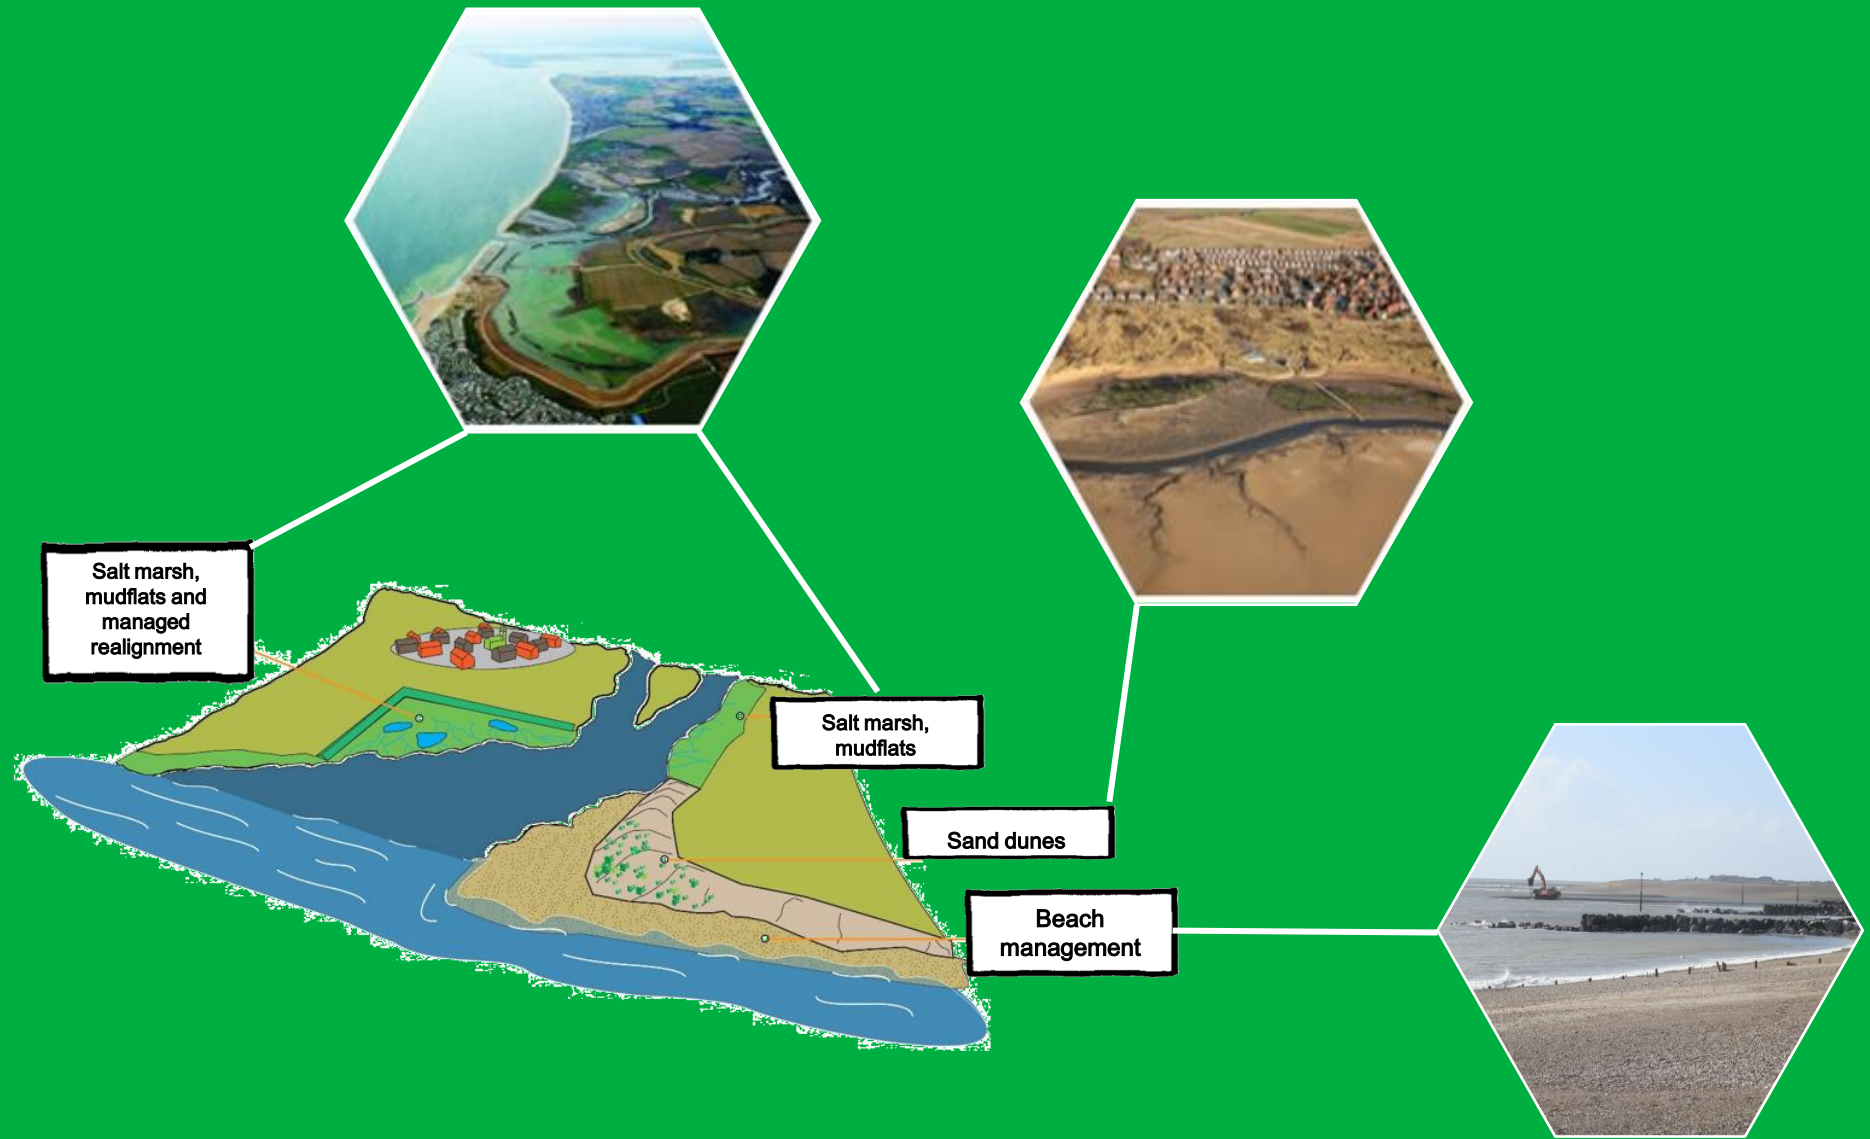 Salt marsh,
mudflats and
managed
realignment
Salt marsh,
mudflats
Sand dunes
Beach
management